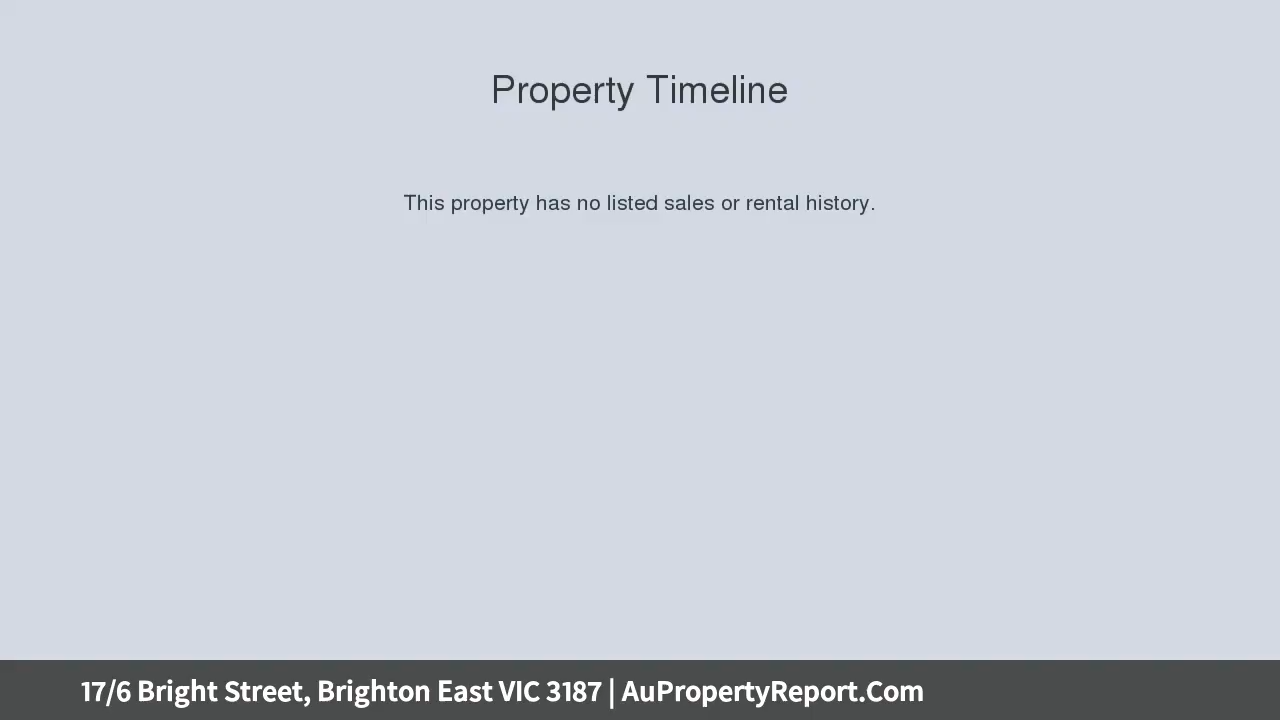 Property Timeline
This property has no listed sales or rental history.
17/6 Bright Street, Brighton East VIC 3187 | AuPropertyReport.Com